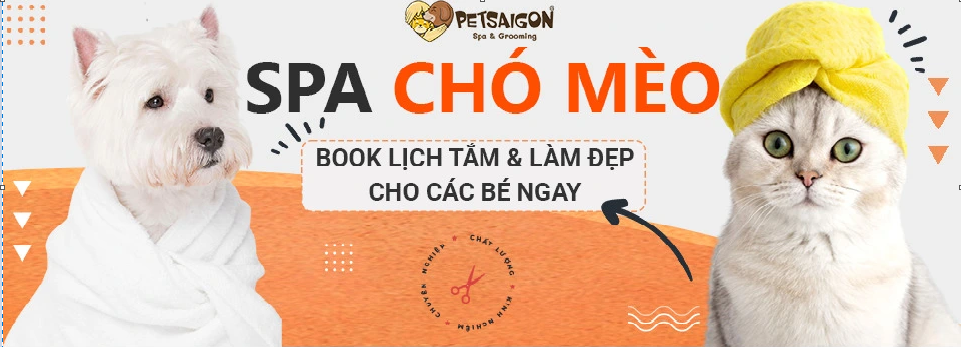 PETSAIGON
Spa & Grooming
SPA CHÓ MÈO
BOOK LỊCH TẮM & LÀM ĐẸP
CHO CÁC BÉ NGAY
CHUYÊN NGHIỆP ★ CHẤT LƯỢNG ★ KINH NGHIỆM ★